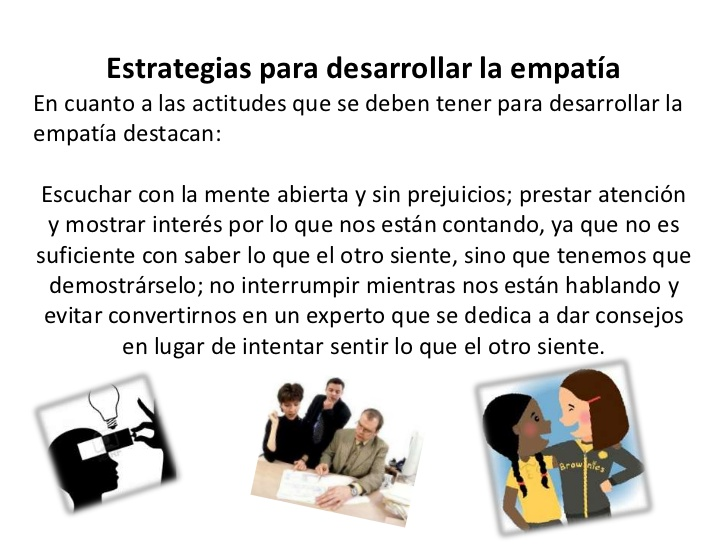 Estrategias para desarrollar la empatía
En cuanto a las actitudes que se deben tener para desarrollar la
empatía destacan:
Escuchar con la mente abierta y sin prejuicios; prestar atención
y mostrar interés por lo que nos están contando, ya que no es
suficiente con saber lo que el otro siente, sino que tenemos que
demostrárselo; no interrumpir mientras nos están hablando y
evitar convertirnos en un experto que se dedica a dar consejos
en lugar de intentar sentir lo que el otro siente.
Brownies